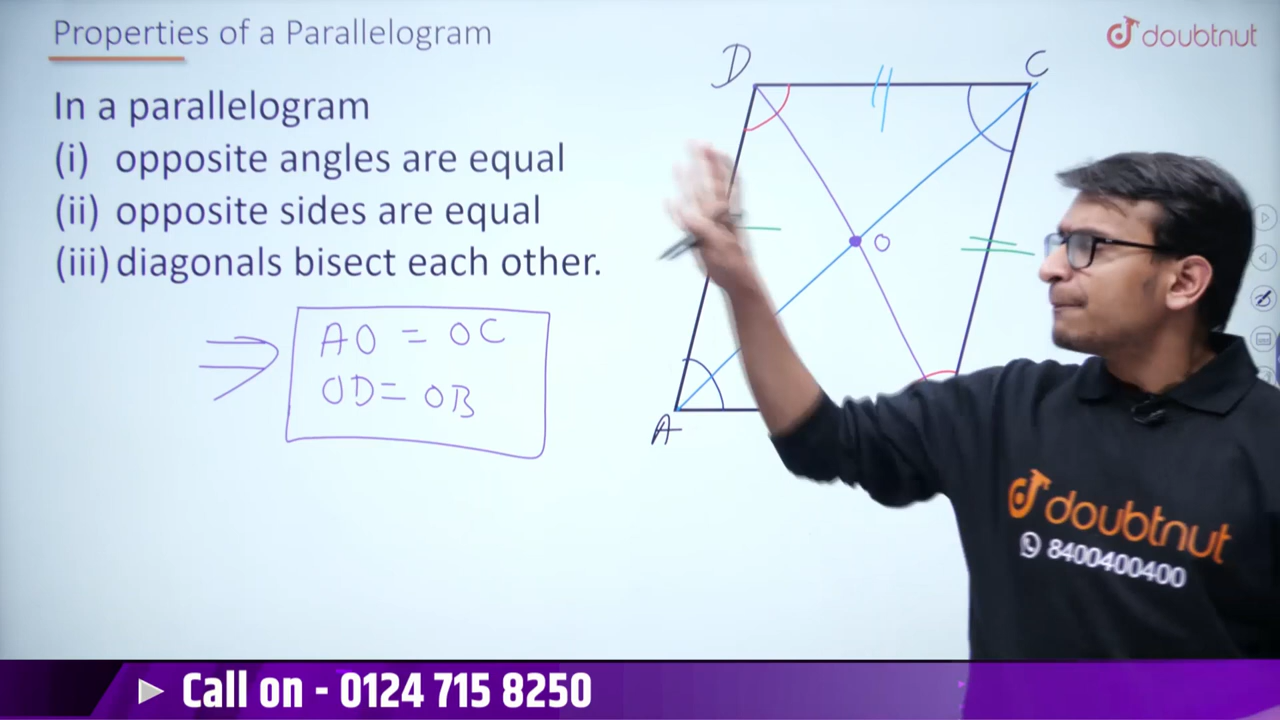 Properties of a Parallelogram
doubtnut
In a parallelogram
(i) opposite angles are equal
(ii) opposite sides are equal
(iii) diagonals bisect each other.
AO = OC
OD = OB
D
C
O
A
doubtnut
8400400400
Call on - 0124 715 8250